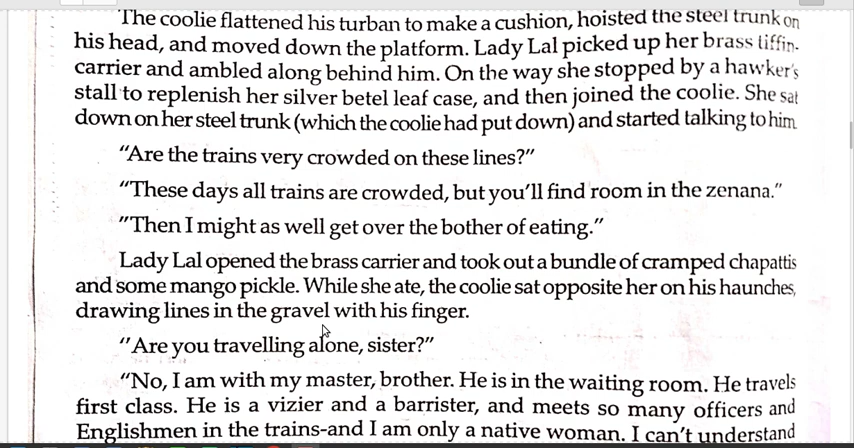 The coolie flattened his turban to make a cushion, hoisted the steel trunk on
his head, and moved down the platform. Lady Lal picked up her brass tiffin-
carrier and ambled along behind him. On the way she stopped by a hawker's
stall to replenish her silver betel leaf case, and then joined the coolie. She sat
down on her steel trunk (which the coolie had put down) and started talking to him.
"Are the trains very crowded on these lines?"
"These days all trains are crowded, but you'll find room in the zenana."
"Then I might as well get over the bother of eating."
Lady Lal opened the brass carrier and took out a bundle of cramped chapattis
and some mango pickle. While she ate, the coolie sat opposite her on his haunches,
drawing lines in the gravel with his finger.
"Are you travelling alone, sister?"
"No, I am with my master, brother. He is in the waiting room. He travels
first class. He is a vizier and a barrister, and meets so many officers and
Englishmen in the trains-and I am only a native woman. I can't understand